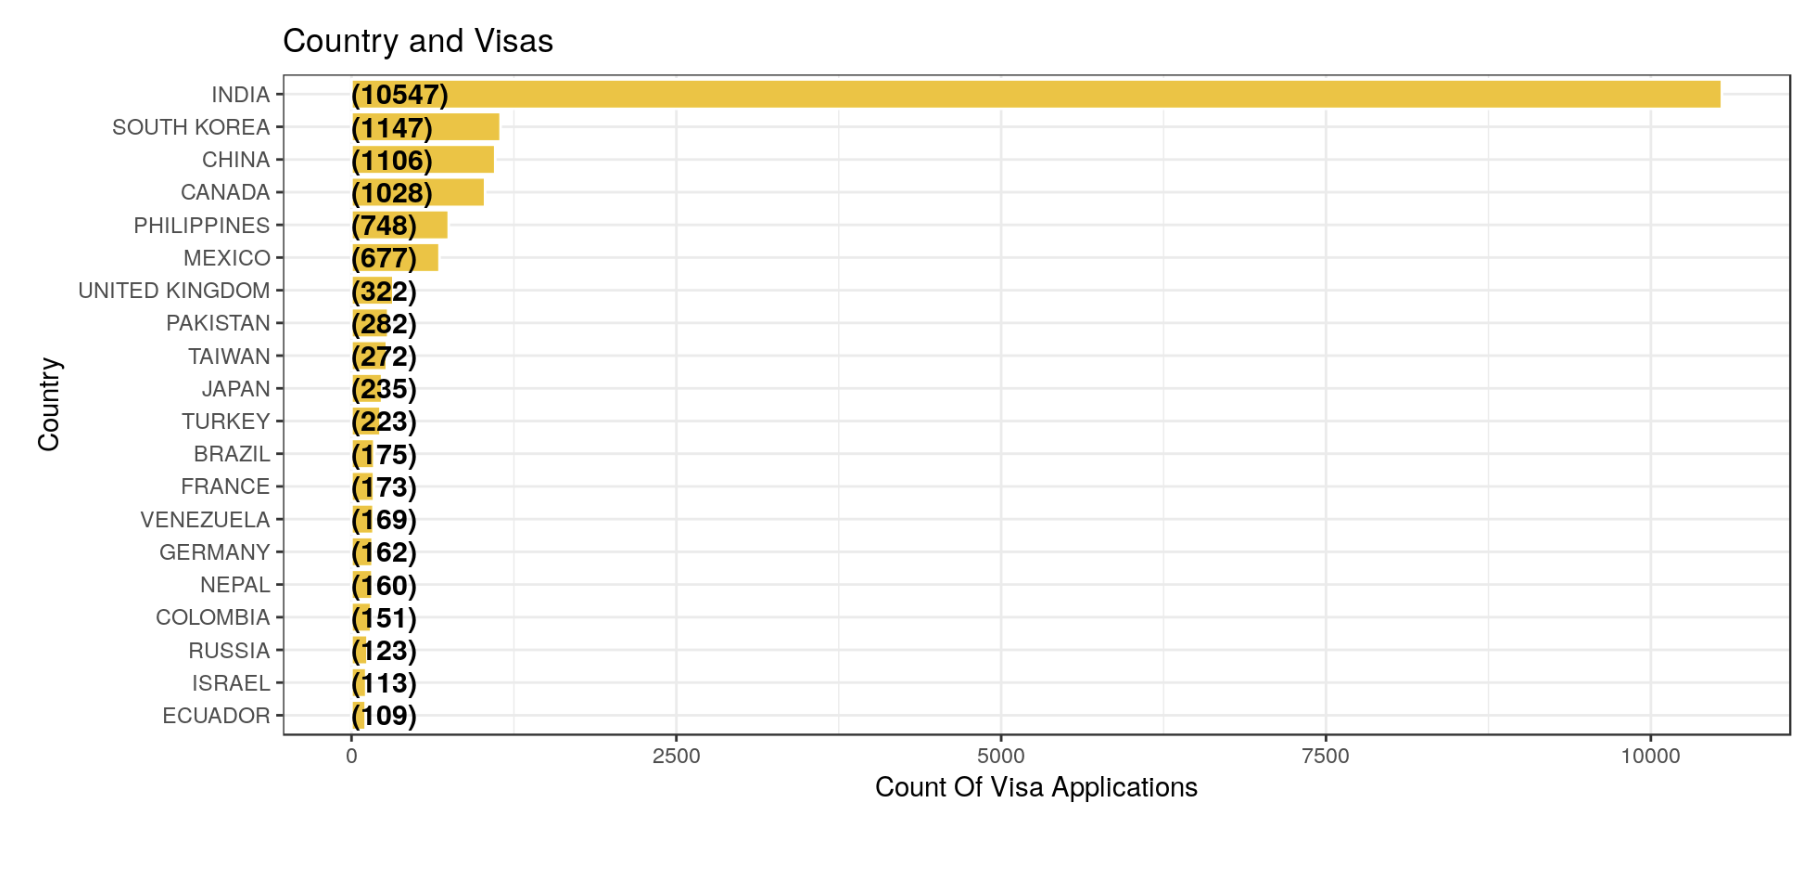 Country and Visas
INDIA (10547)
SOUTH KOREA (1147)
CHINA (1106)
CANADA (1028)
PHILIPPINES (748)
MEXICO (677)
UNITED KINGDOM (322)
PAKISTAN (282)
TAIWAN (272)
JAPAN (235)
TURKEY (223)
BRAZIL (175)
FRANCE (173)
VENEZUELA (169)
GERMANY (162)
NEPAL (160)
COLOMBIA (151)
RUSSIA (123)
ISRAEL (113)
ECUADOR (109)
Country
0 2500 5000 7500 10000
Count Of Visa Applications